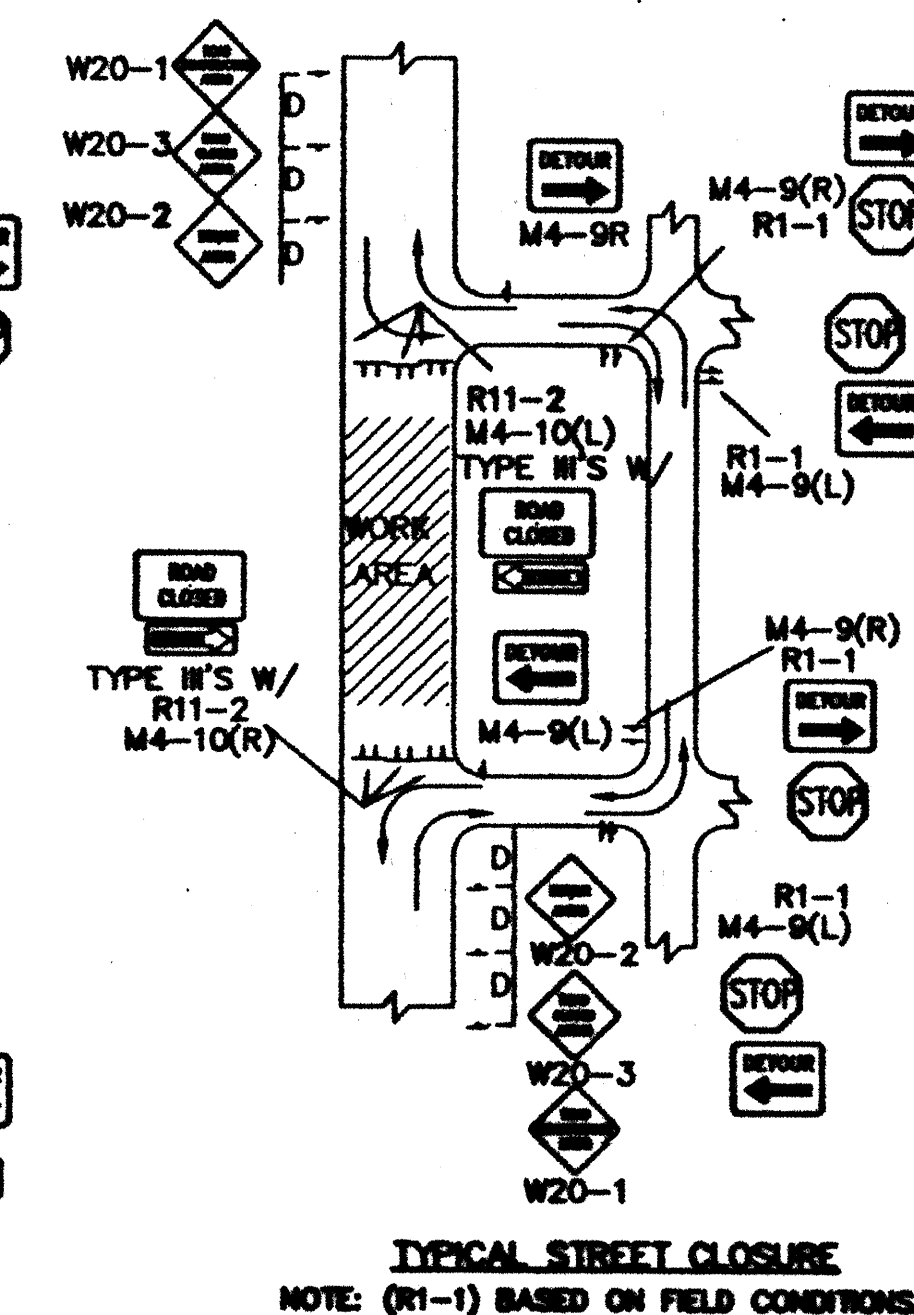 W20-1
W20-3
W20-2
D
D
D
DETOUR
M4-9R
M4-9(R)
R1-1
STOP
STOP
R11-2
M4-10(L)
TYPE III'S W/
ROAD
CLOSED
R1-1
M4-9(L)
WORK
AREA
ROAD
CLOSED
TYPE III'S W/
R11-2
M4-10(R)
DETOUR
M4-9(L)
M4-9(R)
R1-1
DETOUR
STOP
D
D
D
W20-2
W20-3
W20-1
R1-1
M4-9(L)
STOP
DETOUR
TYPICAL STREET CLOSURE
NOTE: (R1-1) BASED ON FIELD CONDITIONS